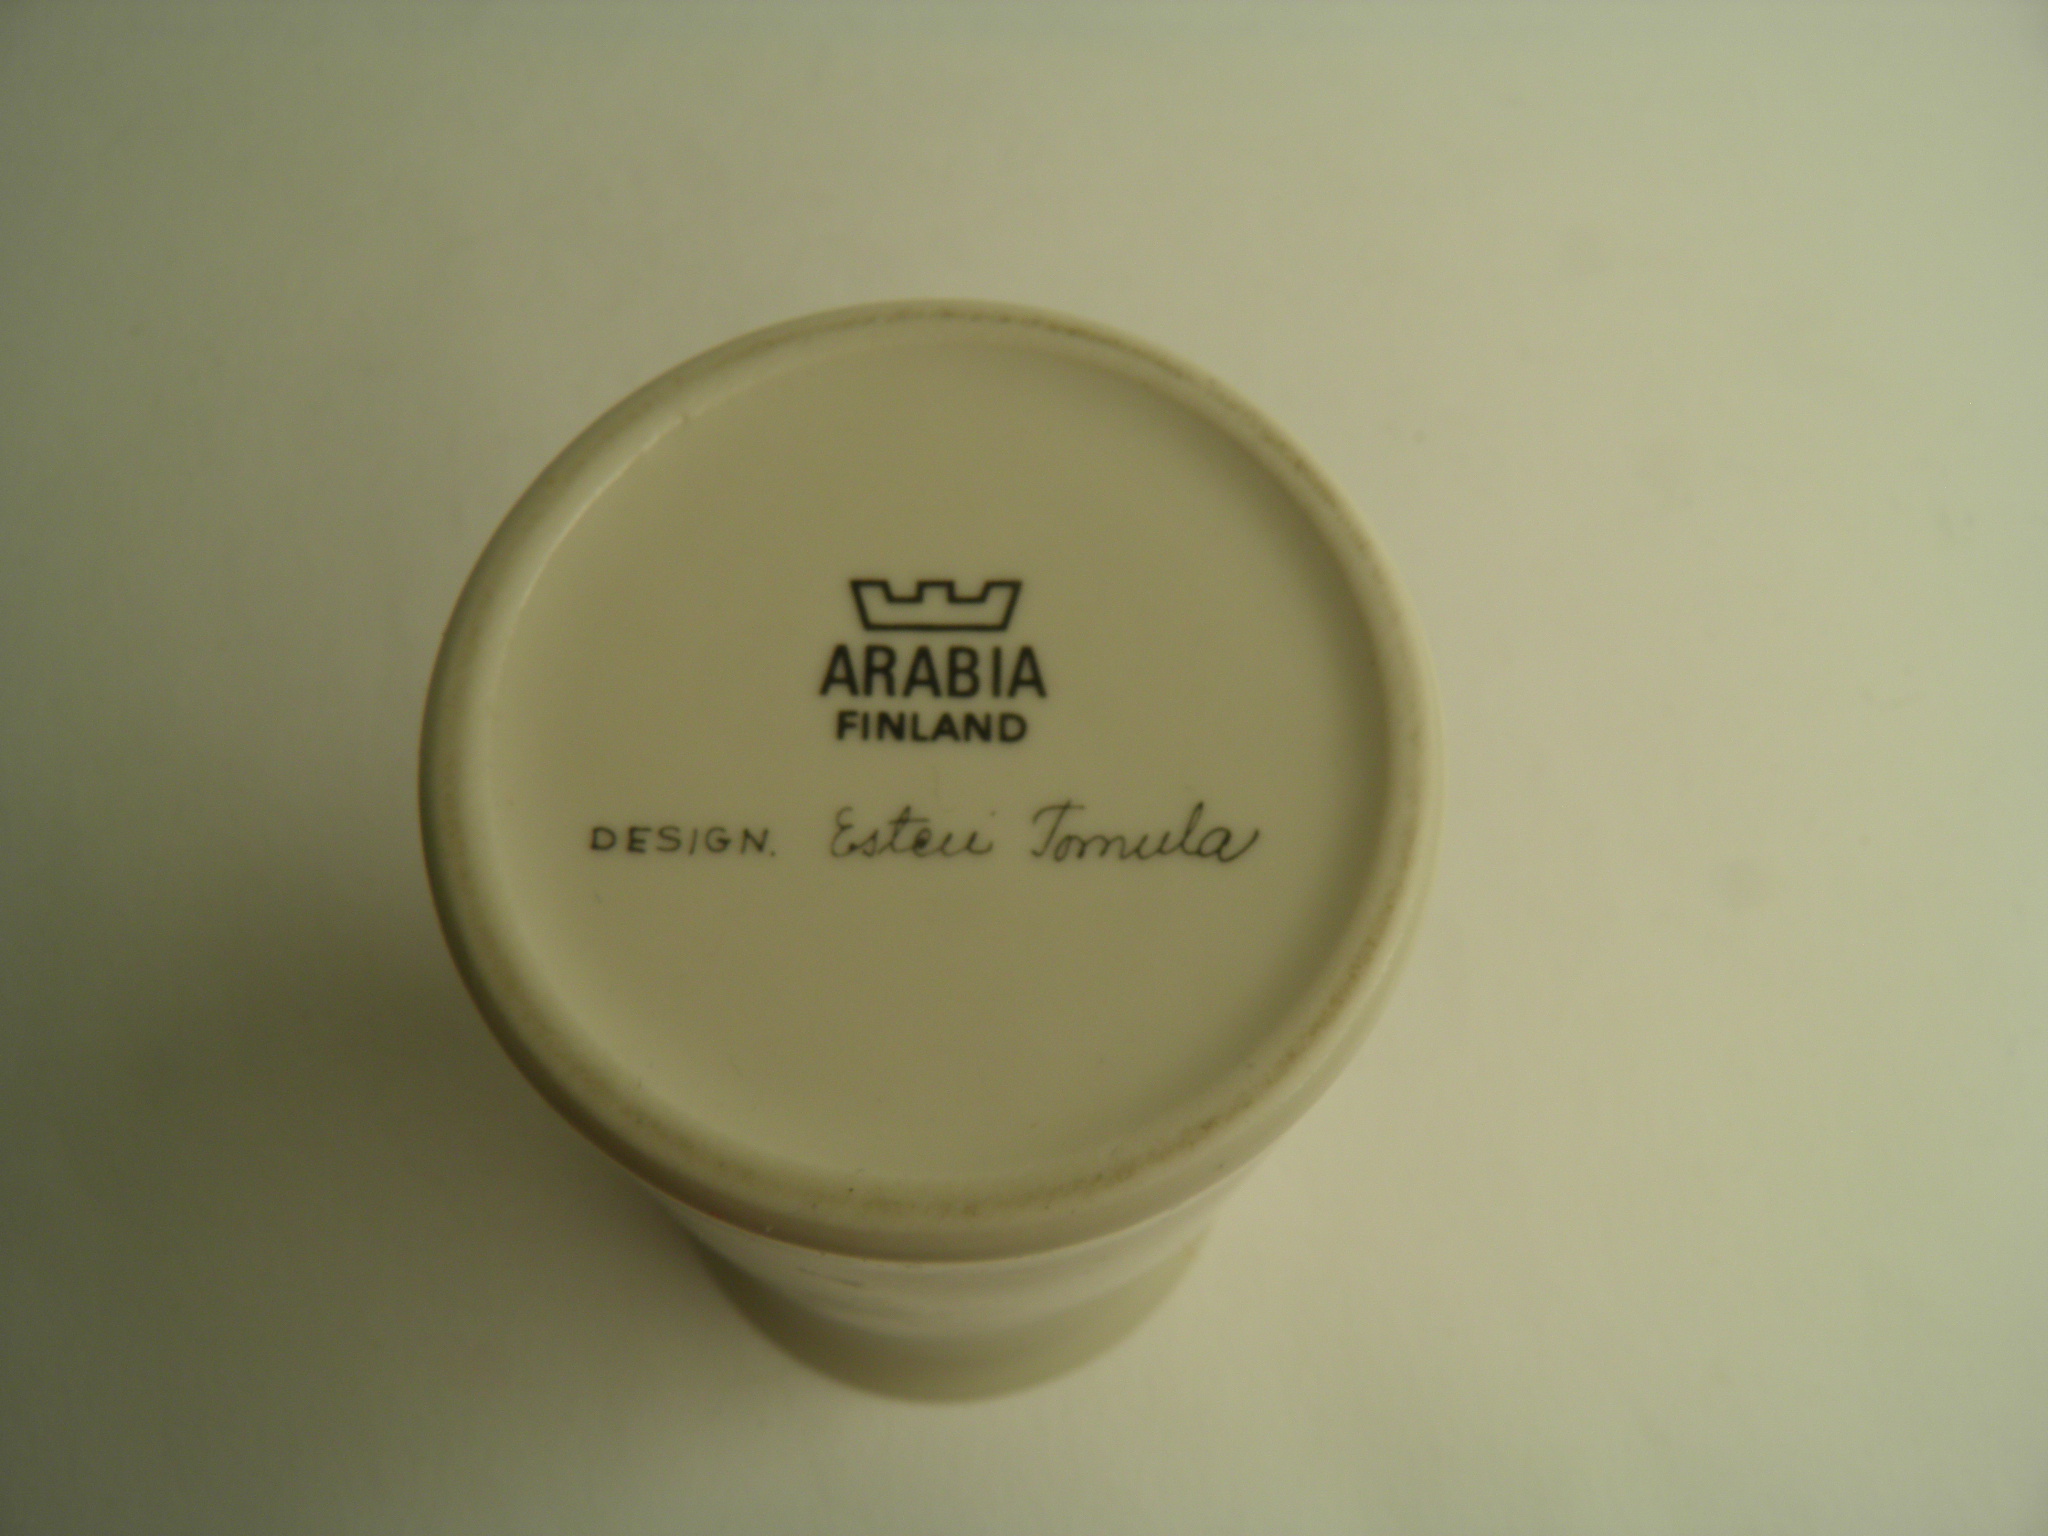 ARABIA
FINLAND
DESIGN. Esteri Tomula